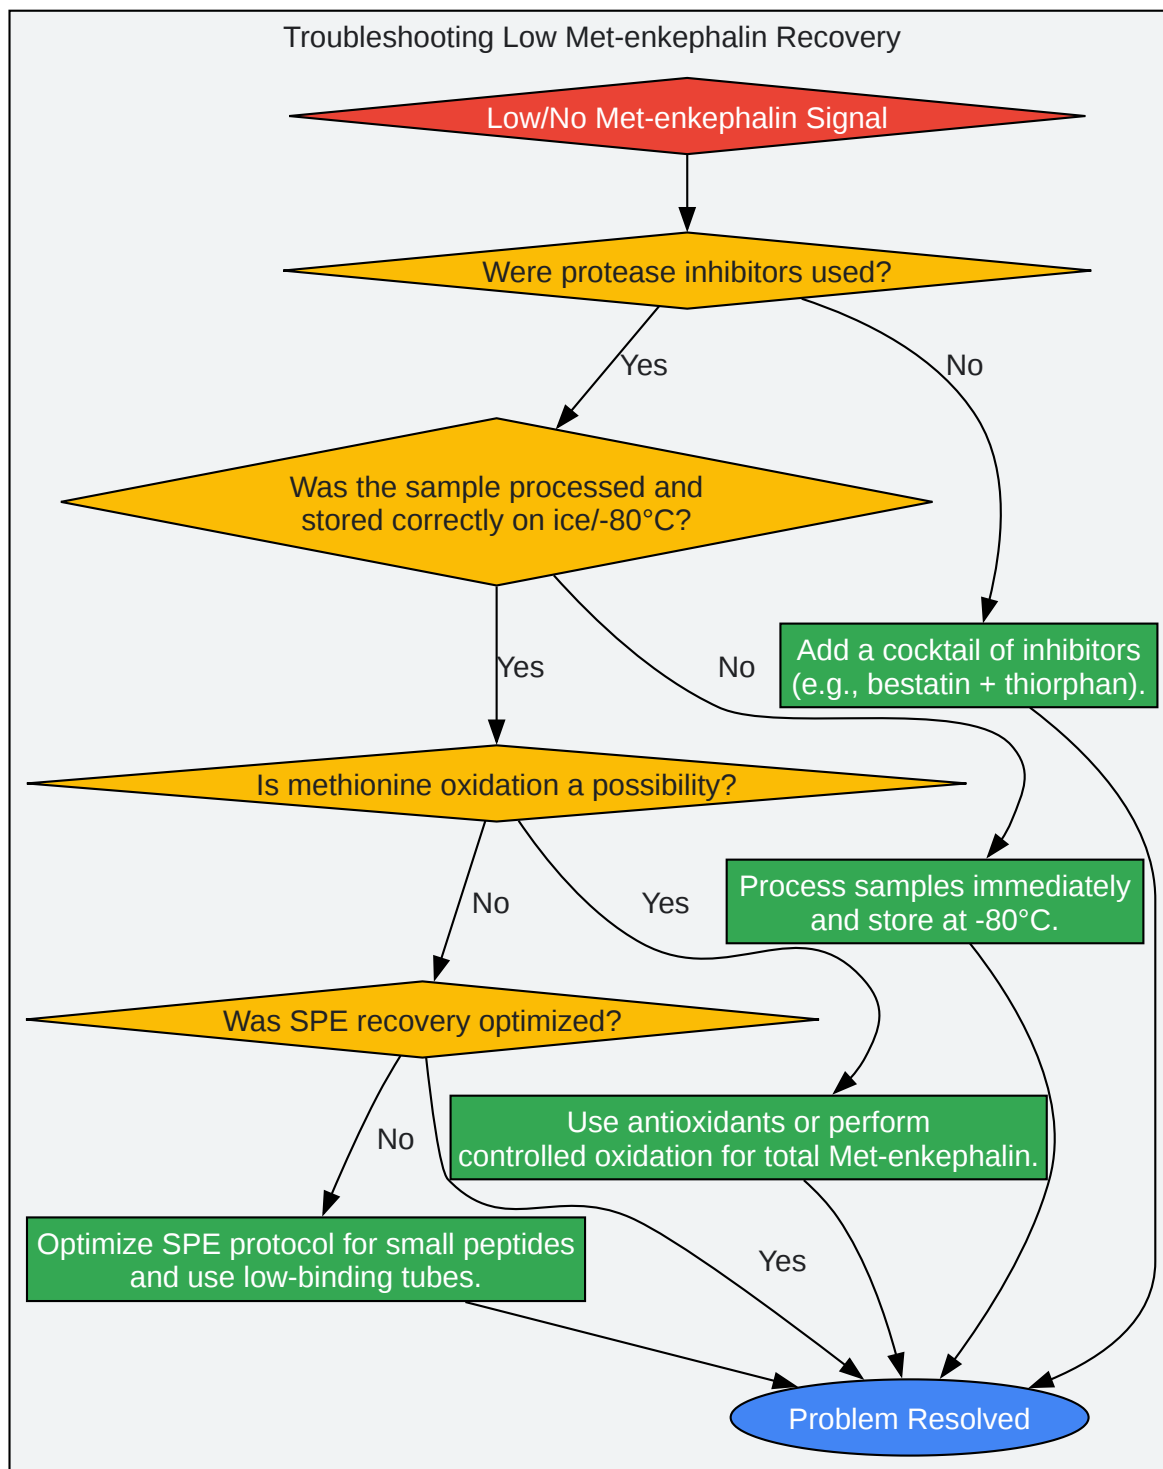 Troubleshooting Low Met-enkephalin Recovery
Low/No Met-enkephalin Signal
Were protease inhibitors used?
Yes
No
Was the sample processed and
stored correctly on ice/-80°C?
Add a cocktail of inhibitors
(e.g., bestatin + thiorphan).
Yes
No
Is methionine oxidation a possibility?
Process samples immediately
and store at -80°C.
No
Yes
Was SPE recovery optimized?
Use antioxidants or perform
controlled oxidation for total Met-enkephalin.
No
Optimize SPE protocol for small peptides
and use low-binding tubes.
Yes
Problem Resolved